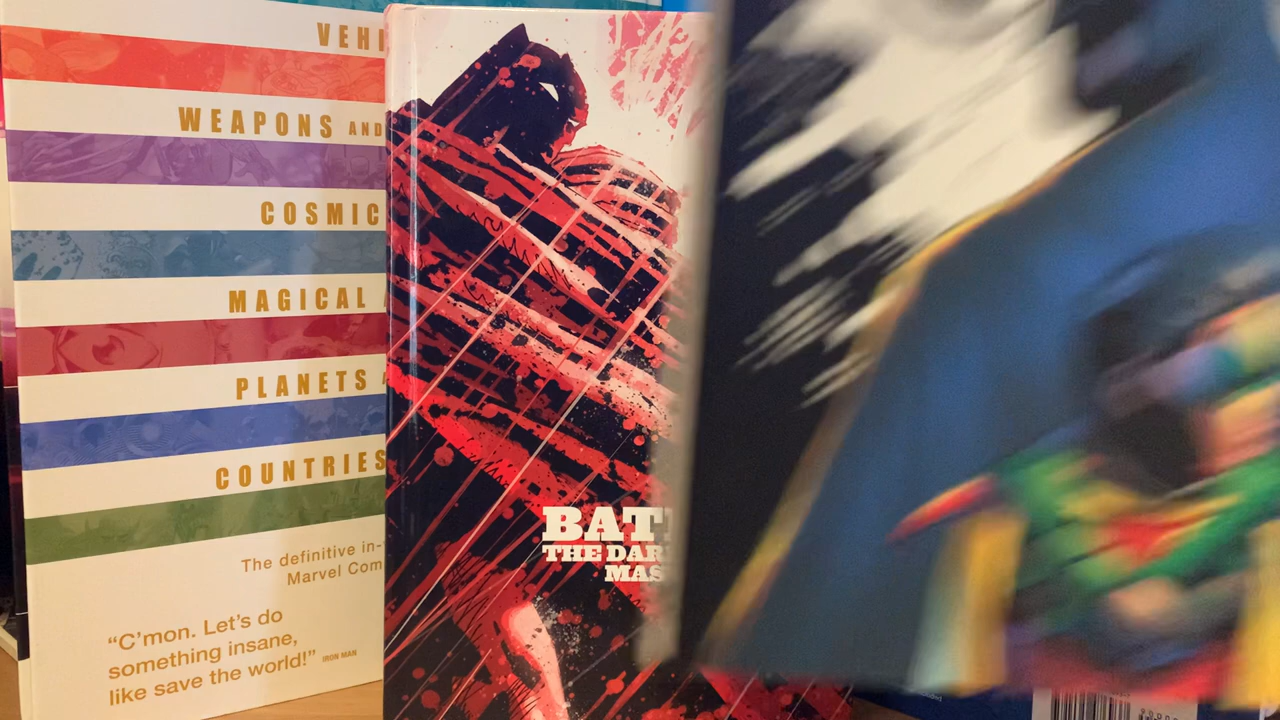 VEHI
WEAPONS AND
COSMIC
MAGICAL
PLANETS
COUNTRIES
The definitive in-
Marvel Com
“C’mon. Let’s do
something insane,
like save the world!” IRON MAN
BAT
THE DAR
MAS